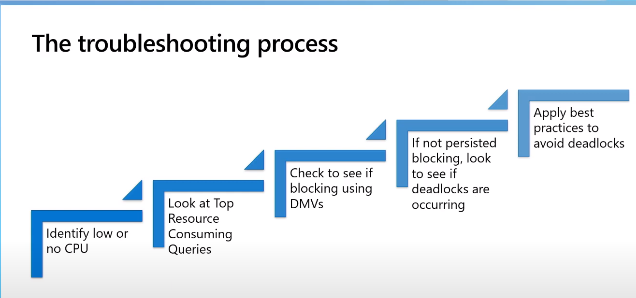 The troubleshooting process
Identify low or
no CPU
Look at Top
Resource
Consuming
Queries
Check to see if
blocking using
DMVs
If not persisted
blocking, look
to see if
deadlocks are
occurring
Apply best
practices to
avoid deadlocks